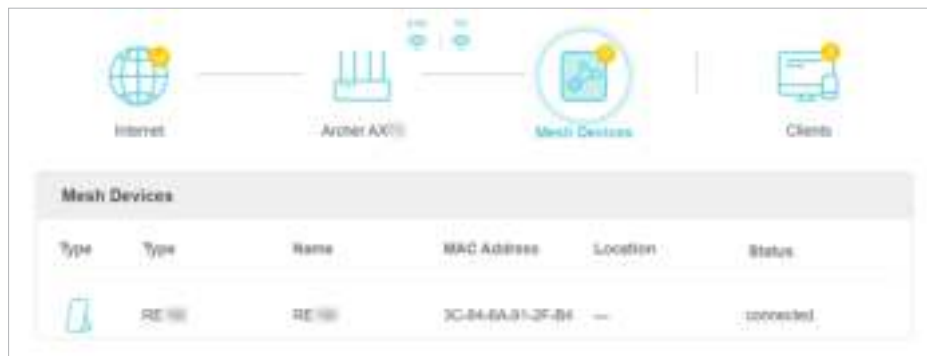 Internet
Archer AX
Mesh Devices
Clients
Mesh Devices
Type Type Name MAC Address Location Status
RE RE 3C-84-6A-91-2F-B4 --- connected